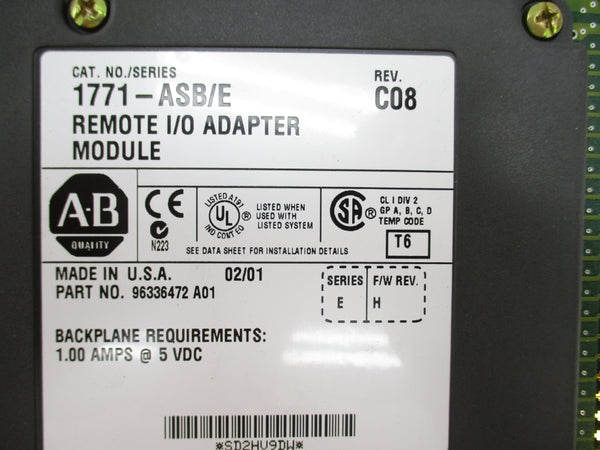 CAT. NO./SERIES
1771-ASB/E
REMOTE I/O ADAPTER
MODULE
REV.
C08
A-B
QUALITY
CE
N223
LISTED A197
UL ®
IND CONT EQ
LISTED WHEN
USED WITH
LISTED SYSTEM
SA ®
CL I DIV 2
GP A, B, C, D
TEMP CODE
T6
SEE DATA SHEET FOR INSTALLATION DETAILS
MADE IN U.S.A. 02/01
PART NO. 96336472 A01
SERIES
E
F/W REV.
H
BACKPLANE REQUIREMENTS:
1.00 AMPS @ 5 VDC
*SD2HV9DW*